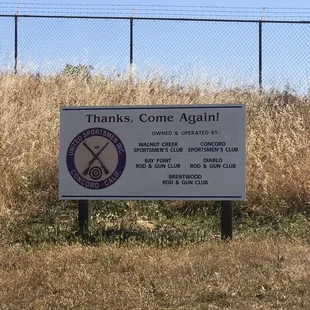 Thanks, Come Again!
UNITED SPORTSMEN INC.
CONCORD CALIF
OWNED & OPERATED BY
WALNUT CREEK
SPORTSMEN'S CLUB
CONCORD
SPORTSMEN'S CLUB
BAY POINT
ROD & GUN CLUB
DIABLO
ROD & GUN CLUB
BRENTWOOD
ROD & GUN CLUB